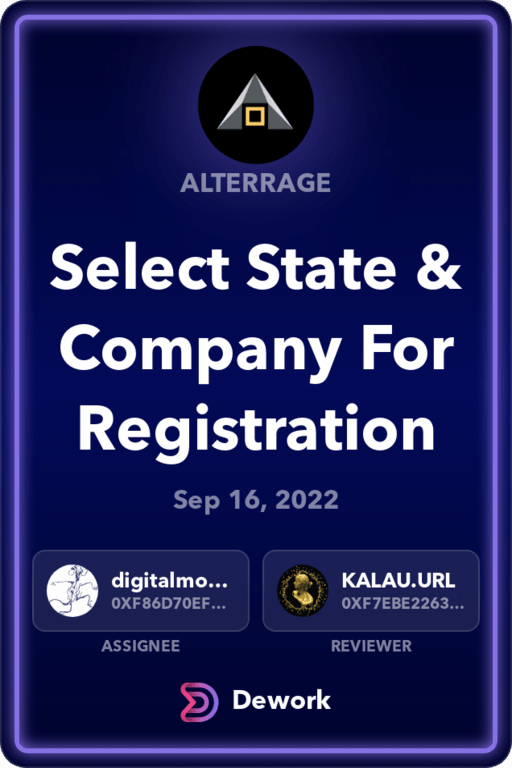 ALTERRAGE
Select State &
Company For
Registration
Sep 16, 2022
digitalmo...
0XF86D70EF...
ASSIGNEE
KALAU.URL
0XF7EBE2263...
REVIEWER
Dework